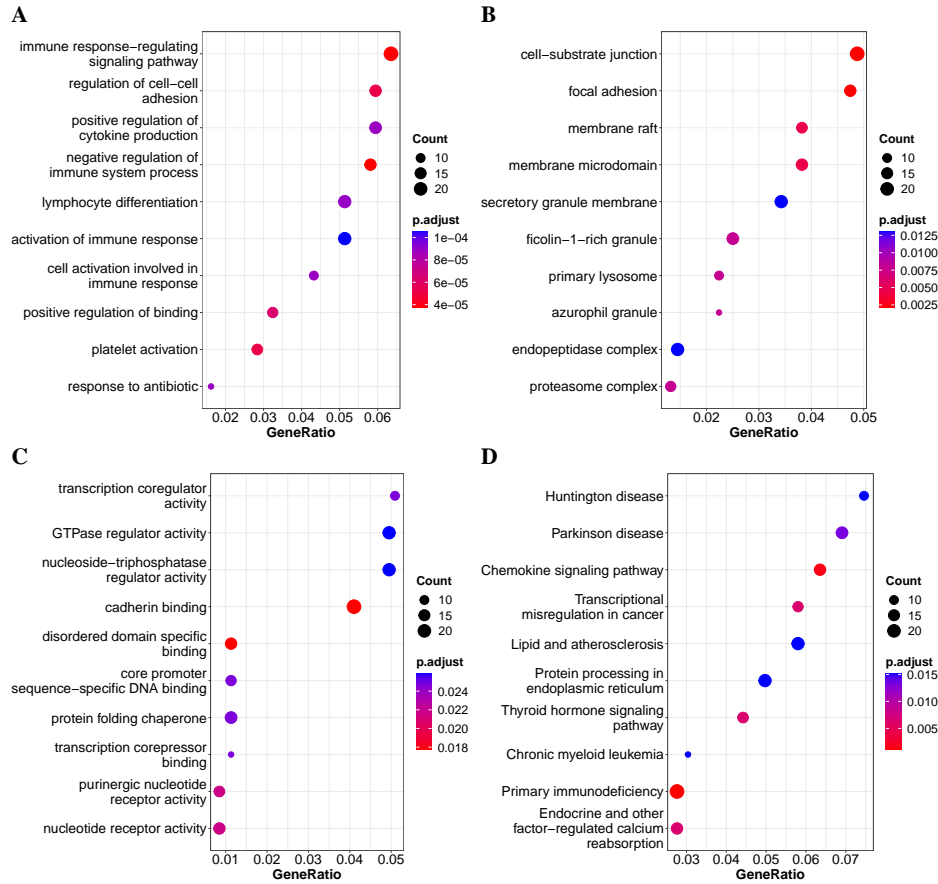 A
immune response−regulating
signaling pathway
regulation of cell−cell
adhesion
positive regulation of
cytokine production
negative regulation of
immune system process
lymphocyte differentiation
activation of immune response
cell activation involved in
immune response
positive regulation of binding
platelet activation
response to antibiotic
0.02 0.03 0.04 0.05 0.06
GeneRatio
Count
10
15
20
p.adjust
1e−04
8e−05
6e−05
4e−05
B
cell−substrate junction
focal adhesion
membrane raft
membrane microdomain
secretory granule membrane
ficolin−1−rich granule
primary lysosome
azurophil granule
endopeptidase complex
proteasome complex
0.02 0.03 0.04 0.05
GeneRatio
Count
10
15
20
p.adjust
0.0125
0.0100
0.0075
0.0050
0.0025
C
transcription coregulator
activity
GTPase regulator activity
nucleoside−triphosphatase
regulator activity
cadherin binding
disordered domain specific
binding
core promoter
sequence−specific DNA binding
protein folding chaperone
transcription corepressor
binding
purinergic nucleotide
receptor activity
nucleotide receptor activity
0.01 0.02 0.03 0.04 0.05
GeneRatio
Count
10
15
20
p.adjust
0.024
0.022
0.020
0.018
D
Huntington disease
Parkinson disease
Chemokine signaling pathway
Transcriptional
misregulation in cancer
Lipid and atherosclerosis
Protein processing in
endoplasmic reticulum
Thyroid hormone signaling
pathway
Chronic myeloid leukemia
Primary immunodeficiency
Endocrine and other
factor−regulated calcium
reabsorption
0.03 0.04 0.05 0.06 0.07
GeneRatio
Count
10
15
20
p.adjust
0.015
0.010
0.005